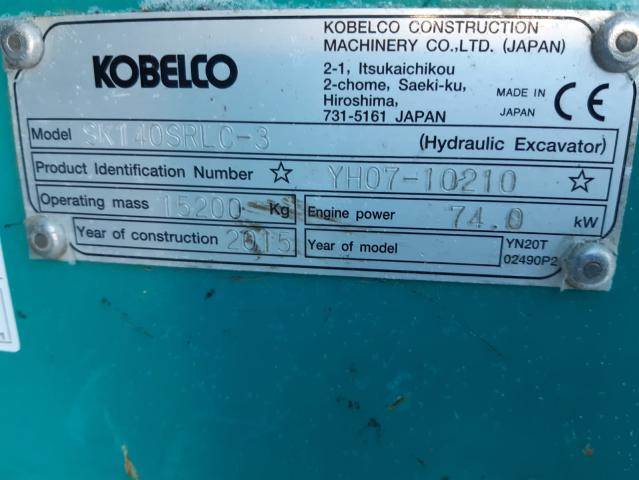 KOBELCO
KOBELCO CONSTRUCTION
MACHINERY CO.,LTD. (JAPAN)
2-1, Itsukaichikou
2-chome, Saeki-ku,
Hiroshima,
731-5161 JAPAN
MADE IN
JAPAN
CE
Model SK140SRLC-3 (Hydraulic Excavator)
Product Identification Number ☆ YH07-10210 ☆
Operating mass 15200 Kg Engine power 74.0 kW
Year of construction 2015 Year of model
YN20T
02490P2